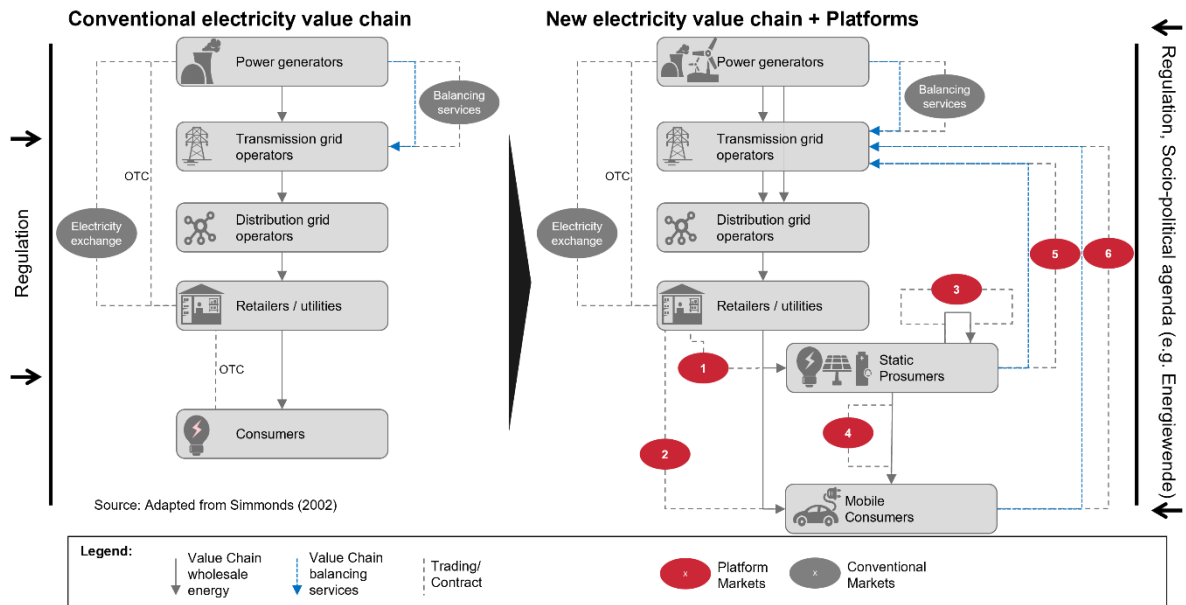 Conventional electricity value chain
Regulation
Power generators
Balancing
services
Transmission grid
operators
OTC
Distribution grid
operators
Electricity
exchange
Retailers / utilities
OTC
Consumers
Source: Adapted from Simmonds (2002)
New electricity value chain + Platforms
Power generators
Balancing
services
Transmission grid
operators
OTC
Distribution grid
operators
Electricity
exchange
5
6
Retailers / utilities
3
1
Static
Prosumers
4
2
Mobile
Consumers
Regulation, Socio-political agenda (e.g. Energiewende)
Legend:
Value Chain
wholesale
energy
Value Chain
balancing
services
Trading/
Contract
x
Platform
Markets
x
Conventional
Markets